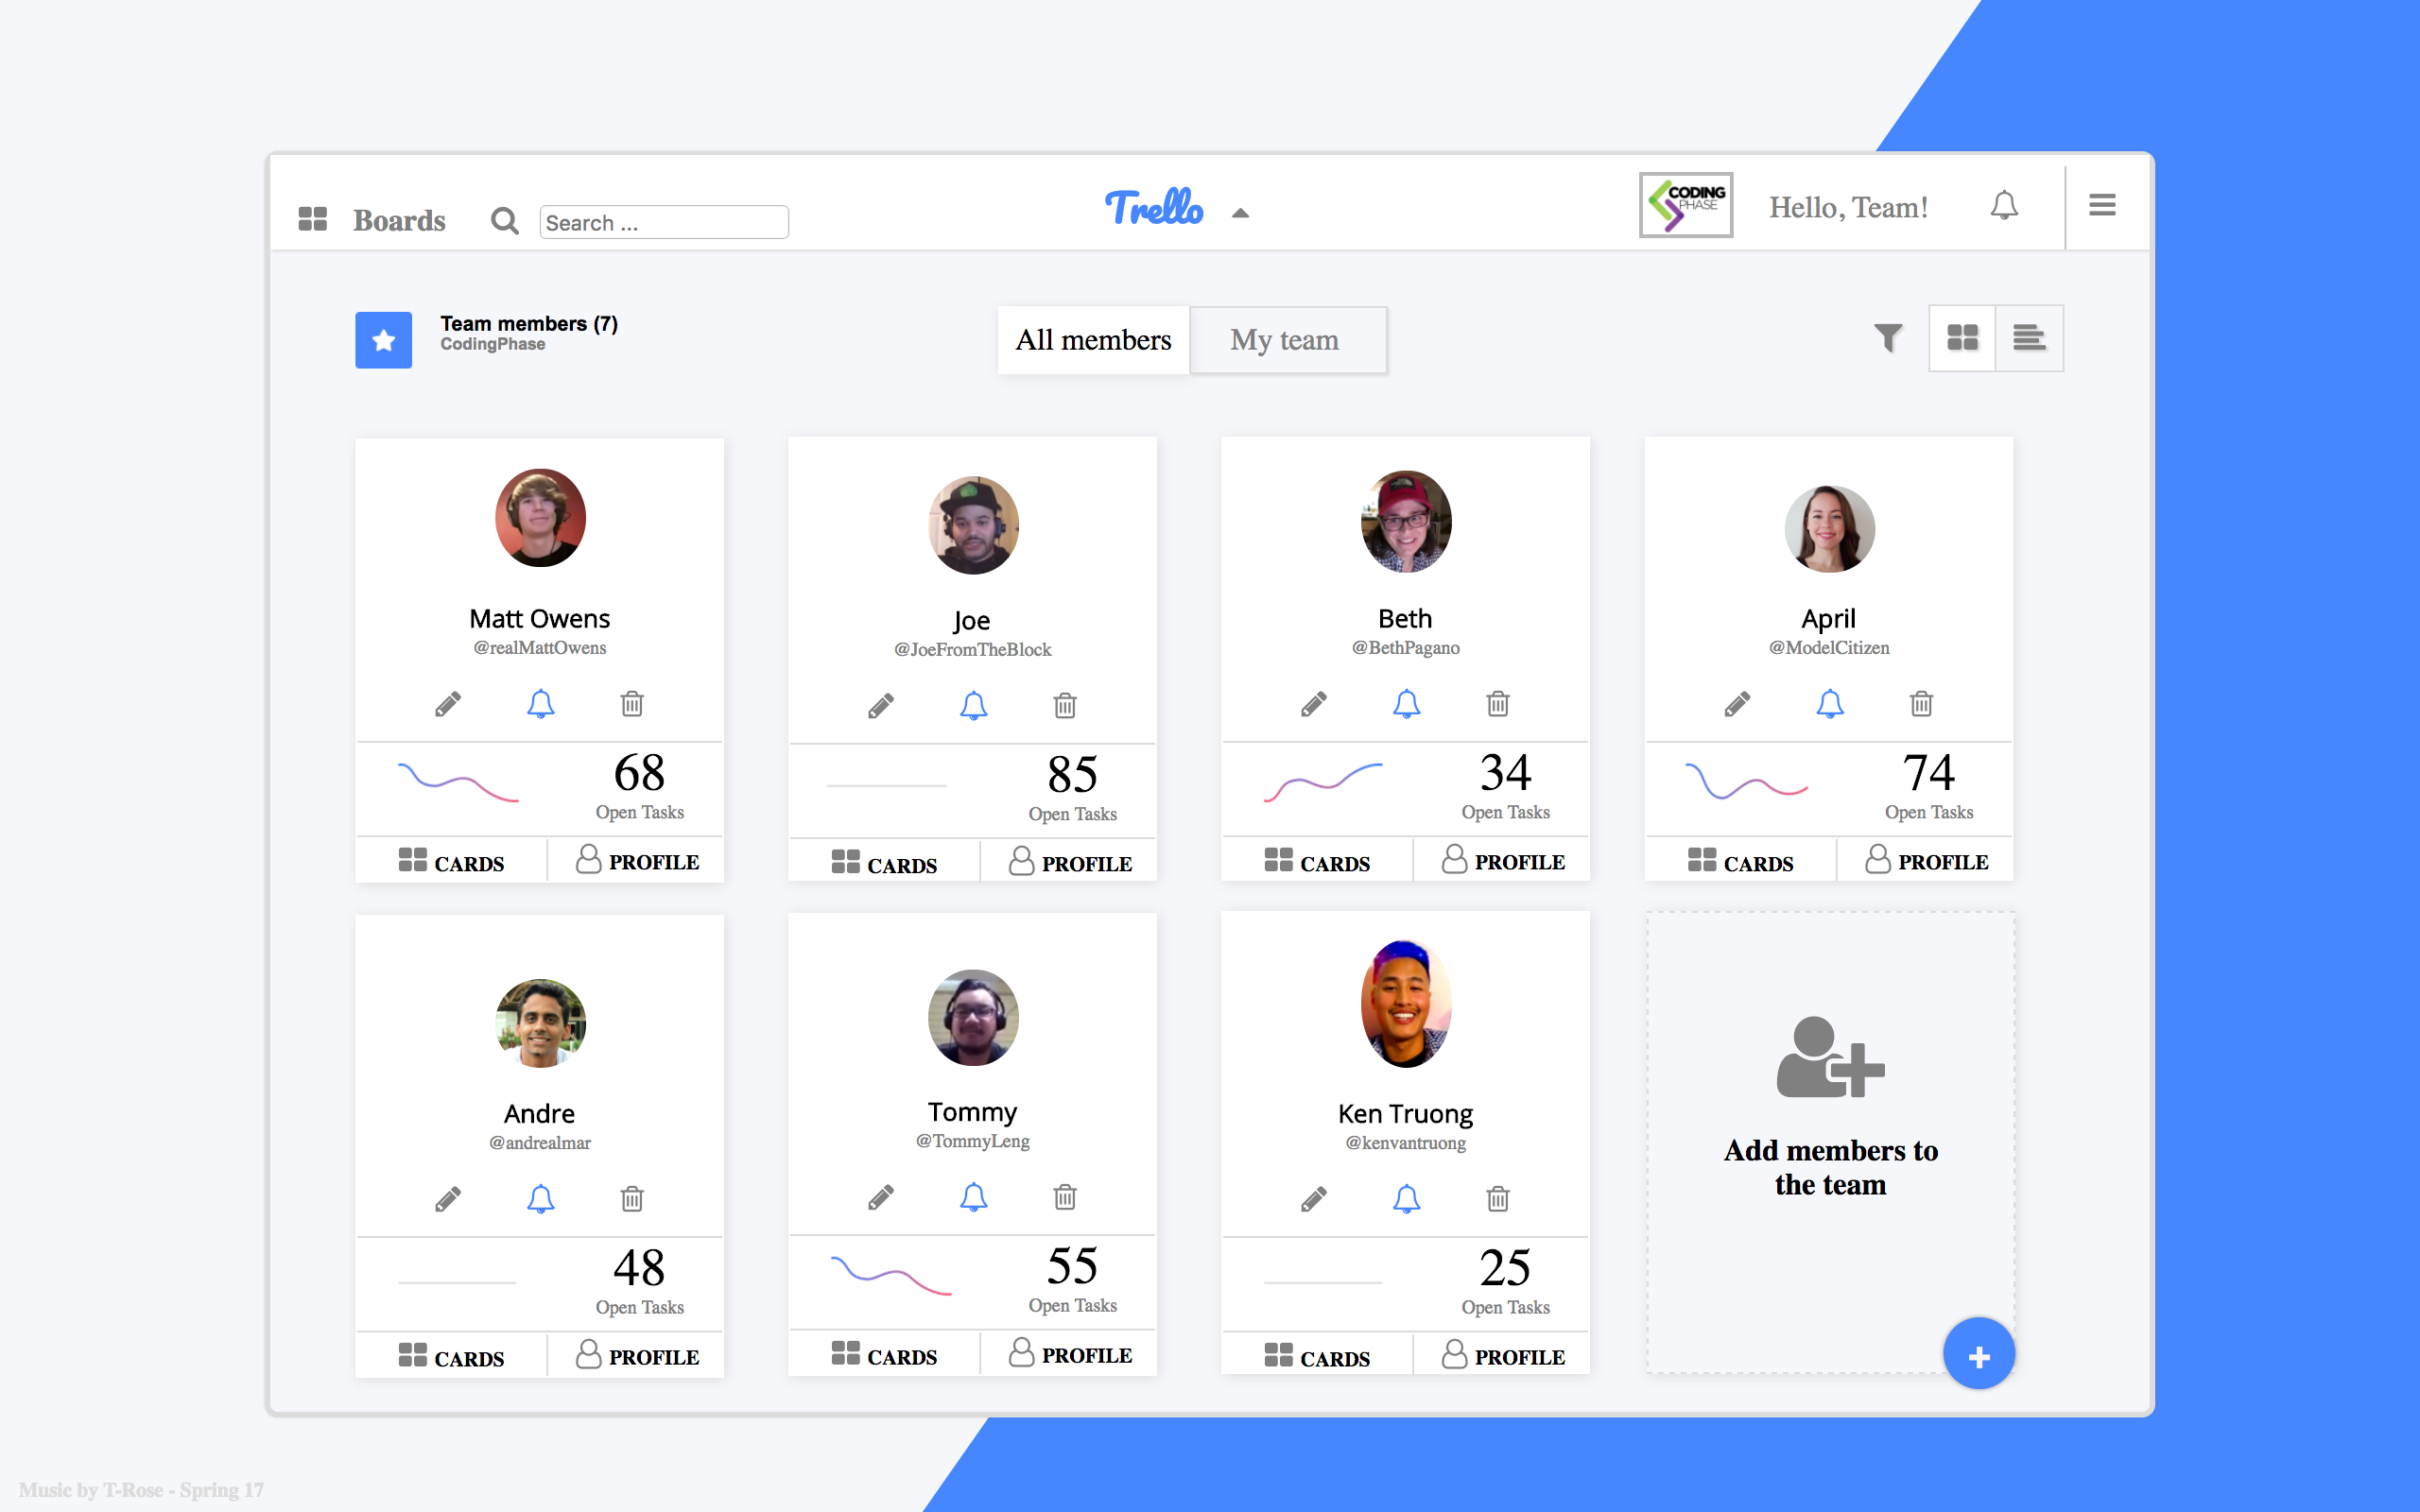 Boards
Search ...
Trello
CODING
PHASE
Hello, Team!
Team members (7)
CodingPhase
All members
My team
Matt Owens
@realMattOwens
68
Open Tasks
CARDS
PROFILE
Joe
@JoeFromTheBlock
85
Open Tasks
CARDS
PROFILE
Beth
@BethPagano
34
Open Tasks
CARDS
PROFILE
April
@ModelCitizen
74
Open Tasks
CARDS
PROFILE
Andre
@andrealmar
48
Open Tasks
CARDS
PROFILE
Tommy
@TommyLeng
55
Open Tasks
CARDS
PROFILE
Ken Truong
@kenvantruong
25
Open Tasks
CARDS
PROFILE
Add members to
the team
Music by T-Rose - Spring 17